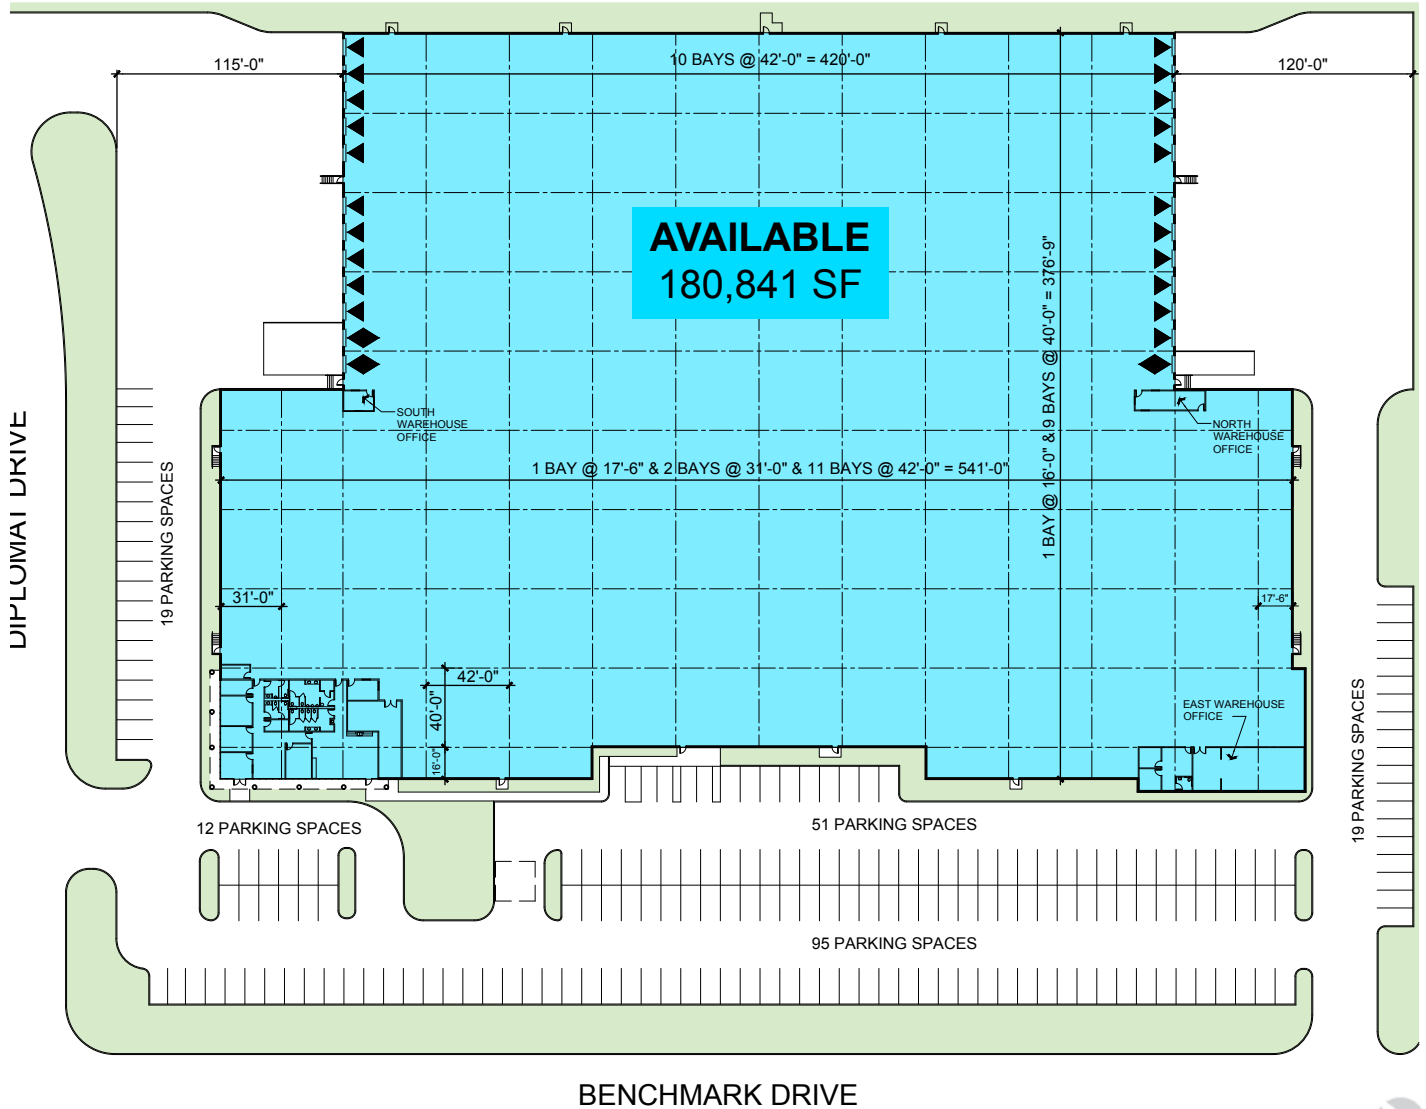 115'-0"
10 BAYS @ 42'-0" = 420'-0"
120'-0"
AVAILABLE
180,841 SF
1 BAY @ 16'-0" & 9 BAYS @ 40'-0" = 376'-9"
SOUTH
WAREHOUSE
OFFICE
NORTH
WAREHOUSE
OFFICE
1 BAY @ 17'-6" & 2 BAYS @ 31'-0" & 11 BAYS @ 42'-0" = 541'-0"
DIPLOMAT DRIVE
19 PARKING SPACES
31'-0"
17'-6"
42'-0"
40'-0"
16'-0"
EAST WAREHOUSE
OFFICE
19 PARKING SPACES
12 PARKING SPACES
51 PARKING SPACES
95 PARKING SPACES
BENCHMARK DRIVE